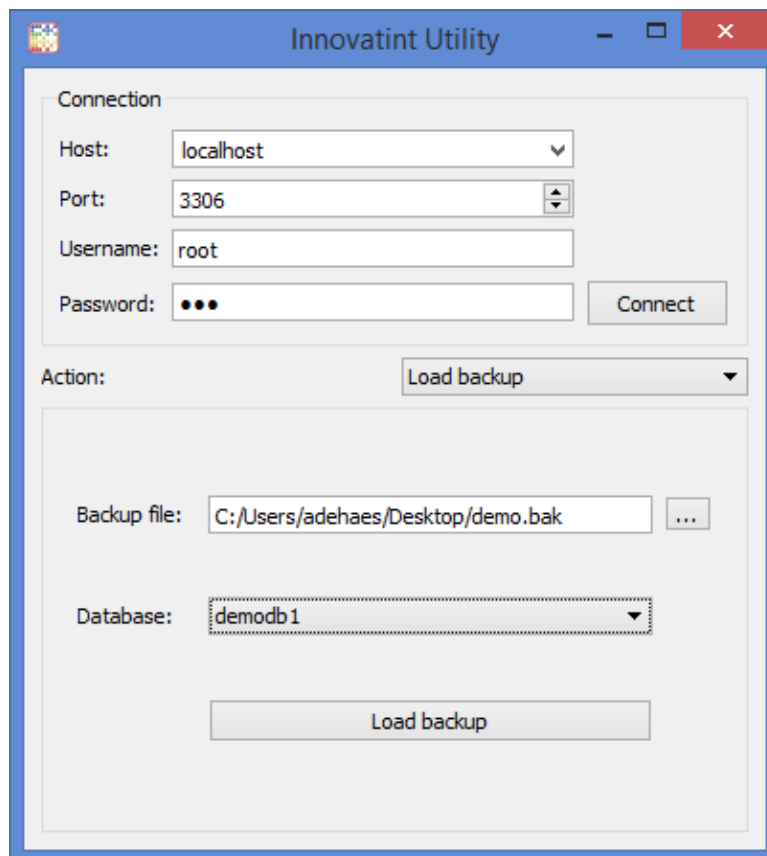 Innovatint Utility
Connection
Host: localhost
Port: 3306
Username: root
Password: ●●●
Connect
Action: Load backup
Backup file: C:/Users/adehaes/Desktop/demo.bak ...
Database: demodb1
Load backup